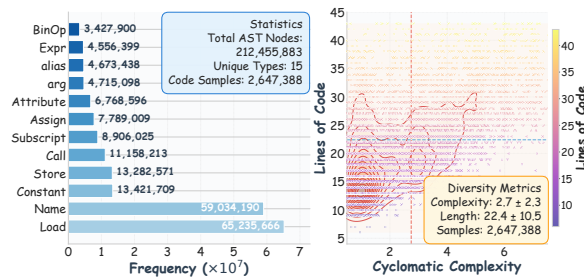 BinOp 3,427,900
Expr 4,556,399
alias 4,673,438
arg 4,715,098
Attribute 6,768,596
Assign 7,789,009
Subscript 8,906,025
Call 11,158,213
Store 13,282,571
Constant 13,421,709
Name 59,034,190
Load 65,235,666
0 1 2 3 4 5 6 7
Frequency (×10⁷)
Statistics
Total AST Nodes:
212,455,883
Unique Types: 15
Code Samples: 2,647,388
Lines of Code
45
40
35
30
25
20
15
10
5
2 4 6
Cyclomatic Complexity
Diversity Metrics
Complexity: 2.7 ± 2.3
Length: 22.4 ± 10.5
Samples: 2,647,388
40
30
20
10
Lines of Code